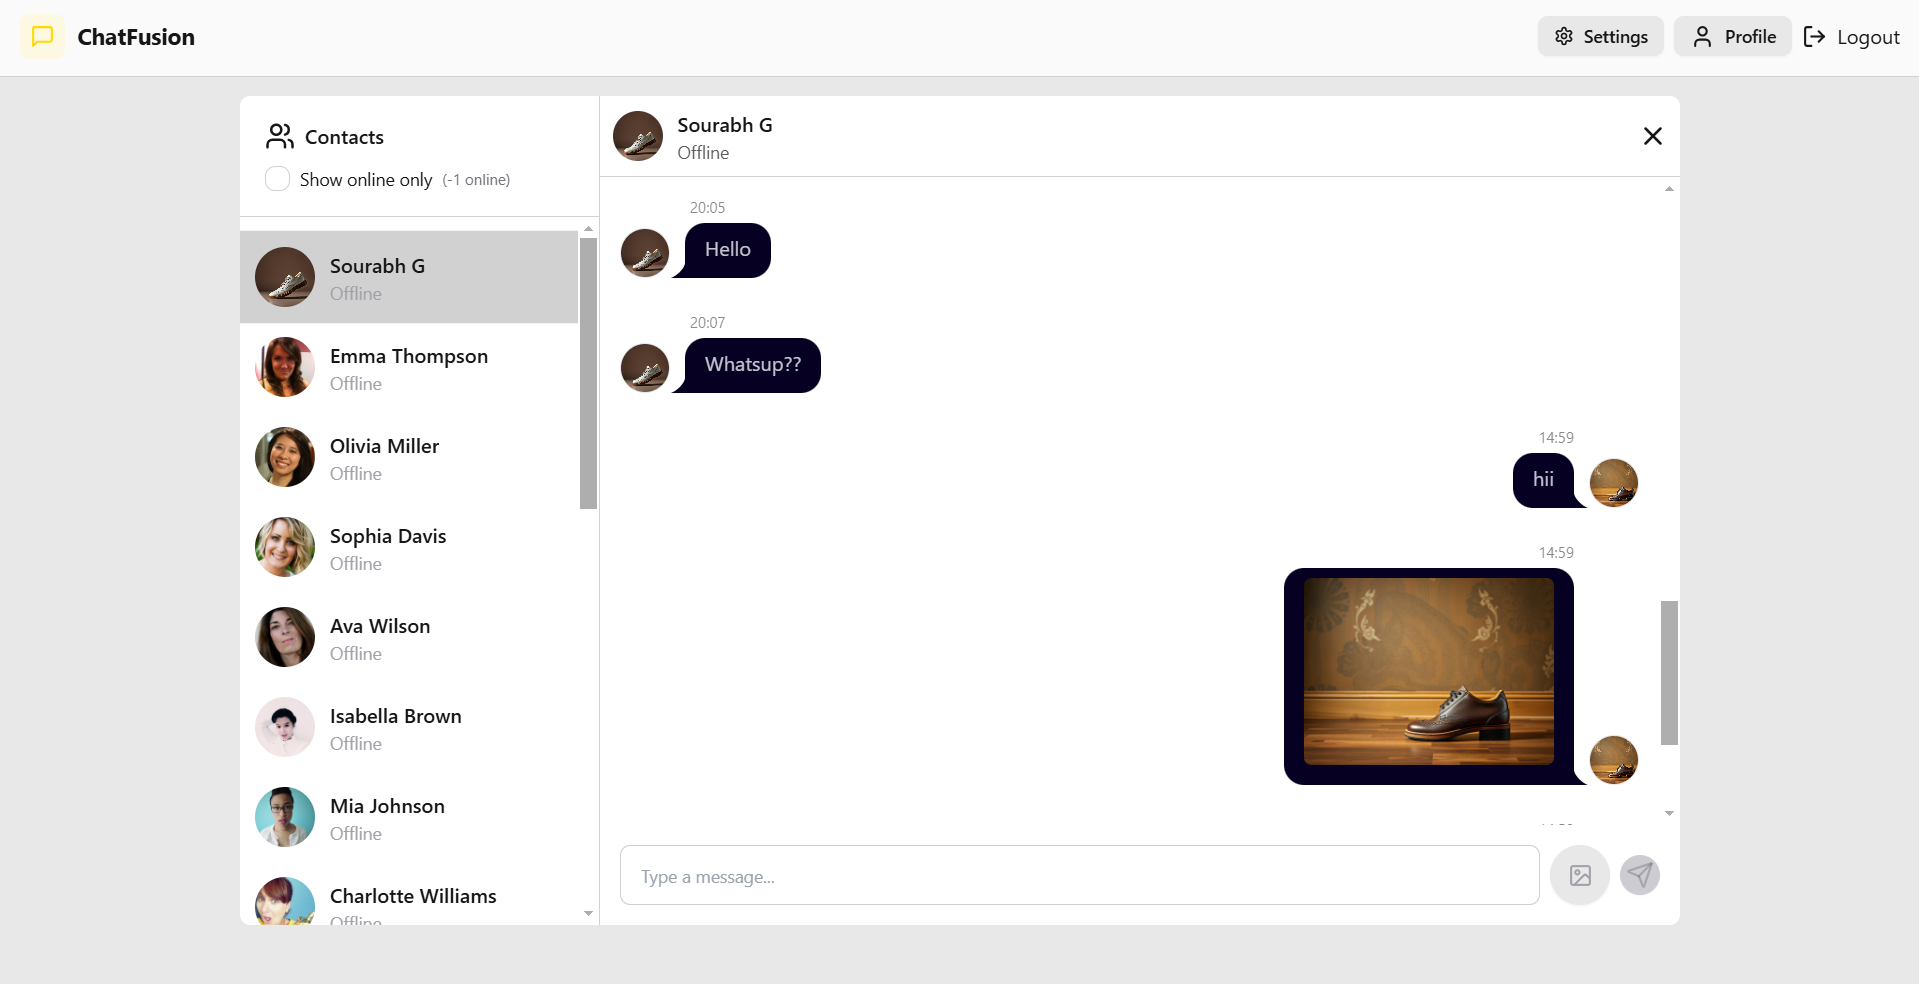 ChatFusion
Settings
Profile
Logout
Contacts
Show online only (-1 online)
Sourabh G
Offline
Emma Thompson
Offline
Olivia Miller
Offline
Sophia Davis
Offline
Ava Wilson
Offline
Isabella Brown
Offline
Mia Johnson
Offline
Charlotte Williams
Offline
Sourabh G
Offline
20:05
Hello
20:07
Whatsup??
14:59
hii
14:59
Type a message...